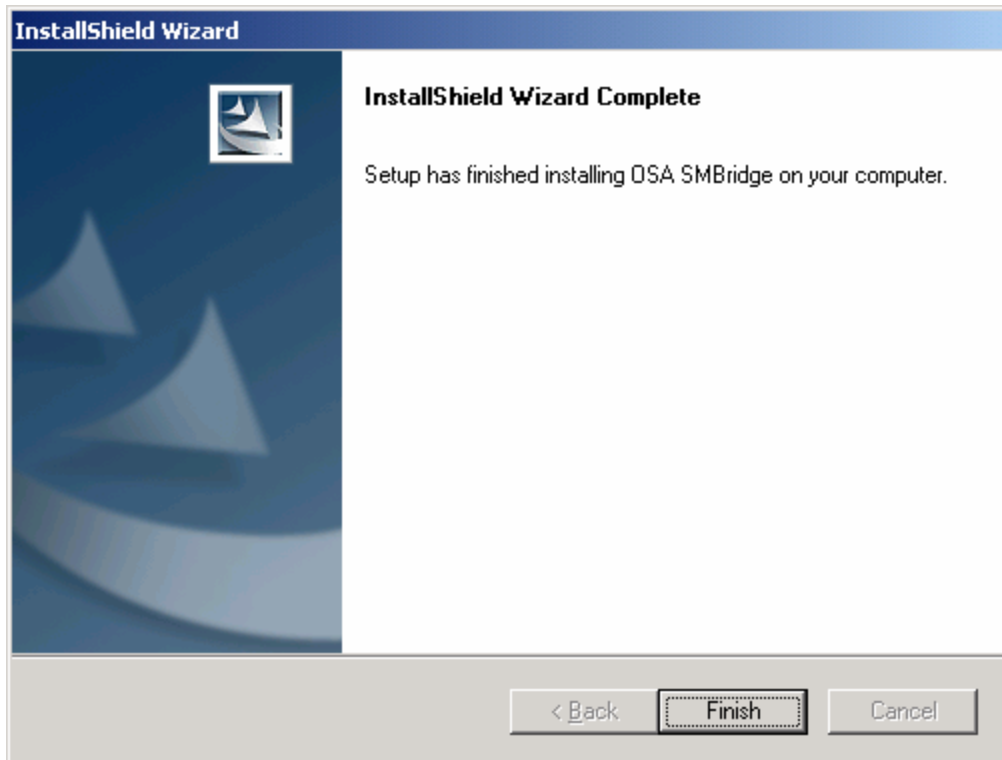 InstallShield Wizard
InstallShield Wizard Complete
Setup has finished installing OSA SMBridge on your computer.
< Back Finish Cancel